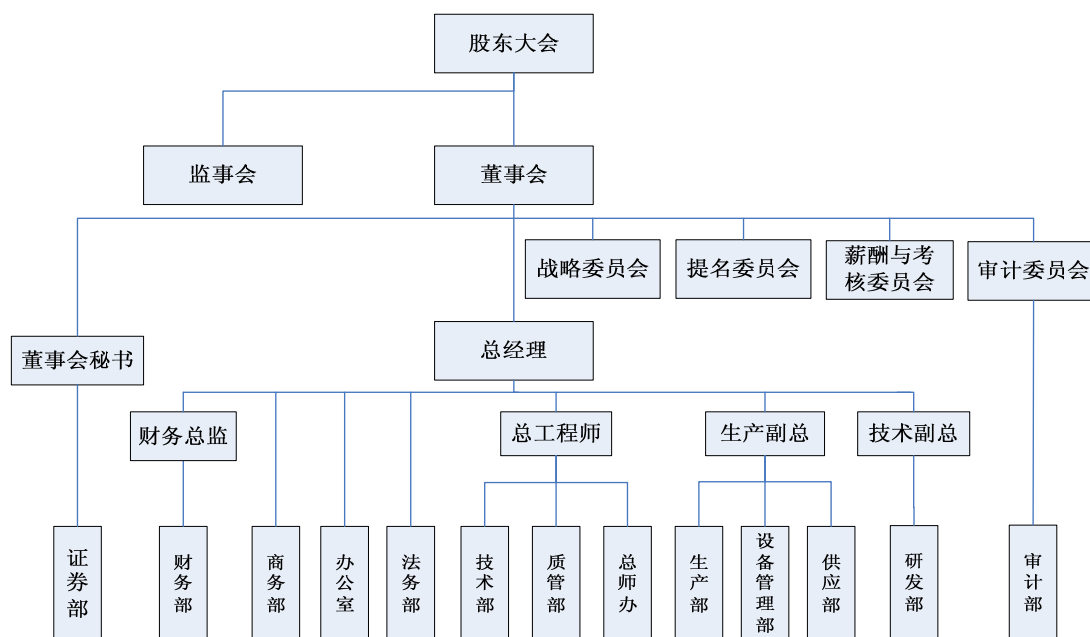 股东大会
监事会
董事会
战略委员会
提名委员会
薪酬与考
核委员会
审计委员会
董事会秘书
总经理
财务总监
总工程师
生产副总
技术副总
证券部
财务部
商务部
办公室
法务部
技术部
质管部
总师办
生产部
设备管理部
供应部
研发部
审计部